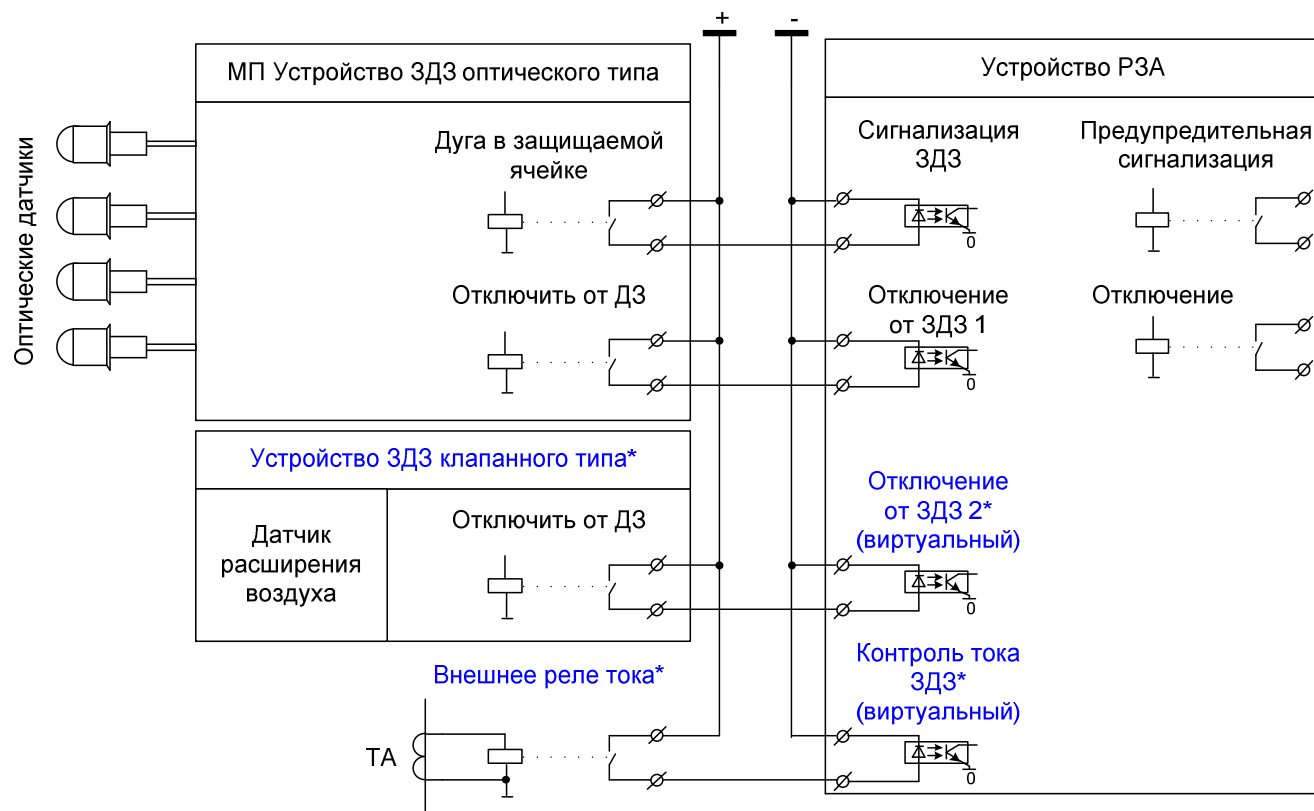 +
-
МП Устройство ЗДЗ оптического типа
Устройство РЗА
Оптические датчики
Дуга в защищаемой
ячейке
Сигнализация
ЗДЗ
Предупредительная
сигнализация
0
Отключить от ДЗ
Отключение
от ЗДЗ 1
Отключение
0
Устройство ЗДЗ клапанного типа*
Датчик
расширения
воздуха
Отключить от ДЗ
Отключение
от ЗДЗ 2*
(виртуальный)
0
Внешнее реле тока*
Контроль тока
ЗДЗ*
(виртуальный)
ТА
0